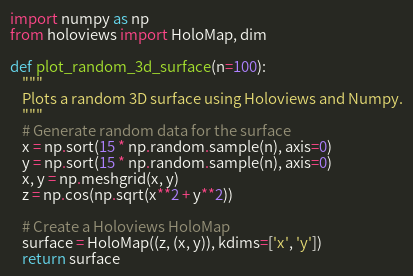 import numpy as np
from holoviews import HoloMap, dim

def plot_random_3d_surface(n=100):
    """
    Plots a random 3D surface using Holoviews and Numpy.
    """
    # Generate random data for the surface
    x = np.sort(15 * np.random.sample(n), axis=0)
    y = np.sort(15 * np.random.sample(n), axis=0)
    x, y = np.meshgrid(x, y)
    z = np.cos(np.sqrt(x**2 + y**2))

    # Create a Holoviews HoloMap
    surface = HoloMap((z, (x, y)), kdims=['x', 'y'])
    return surface